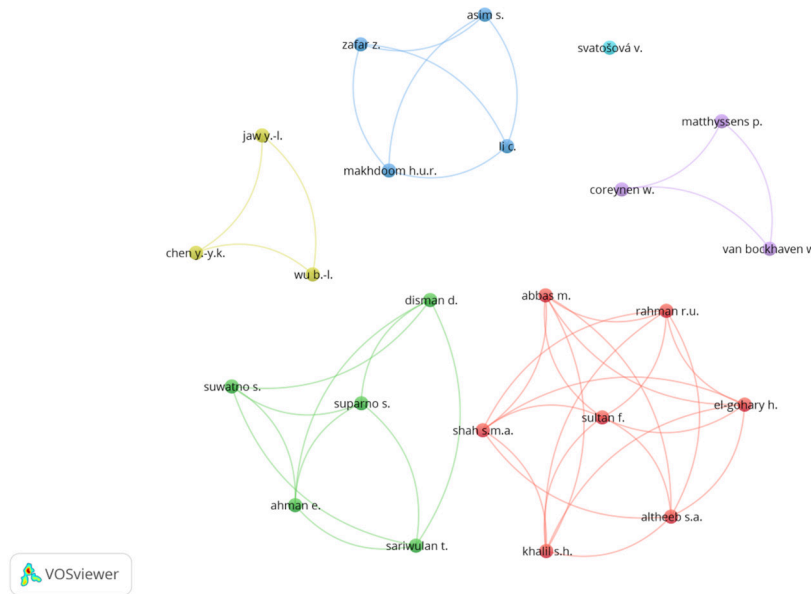 asim s.
zafar z.
svatošová v.
matthyssens p.
jaw y.-l.
li c.
makhdoom h.u.r.
coreynen w.
van bockhaven w
chen y.-y.k.
wu b.-l.
disman d.
abbas m.
rahman r.u.
suwatno s.
suparno s.
el-gohary h.
sultan f.
shah s.m.a.
ahman e.
altheeb s.a.
sariwulan t.
khalil s.h.
VOSviewer